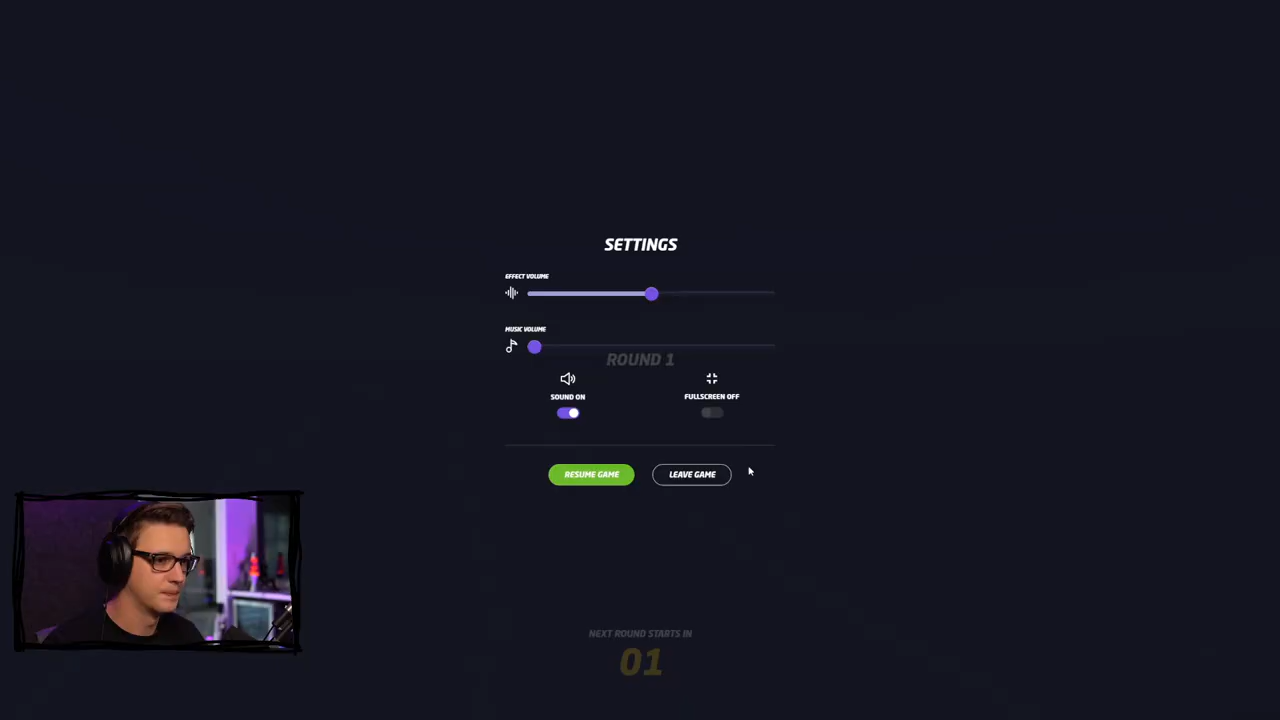 SETTINGS
EFFECT VOLUME
MUSIC VOLUME
ROUND 1
SOUND ON
FULLSCREEN OFF
RESUME GAME
LEAVE GAME
NEXT ROUND STARTS IN
01